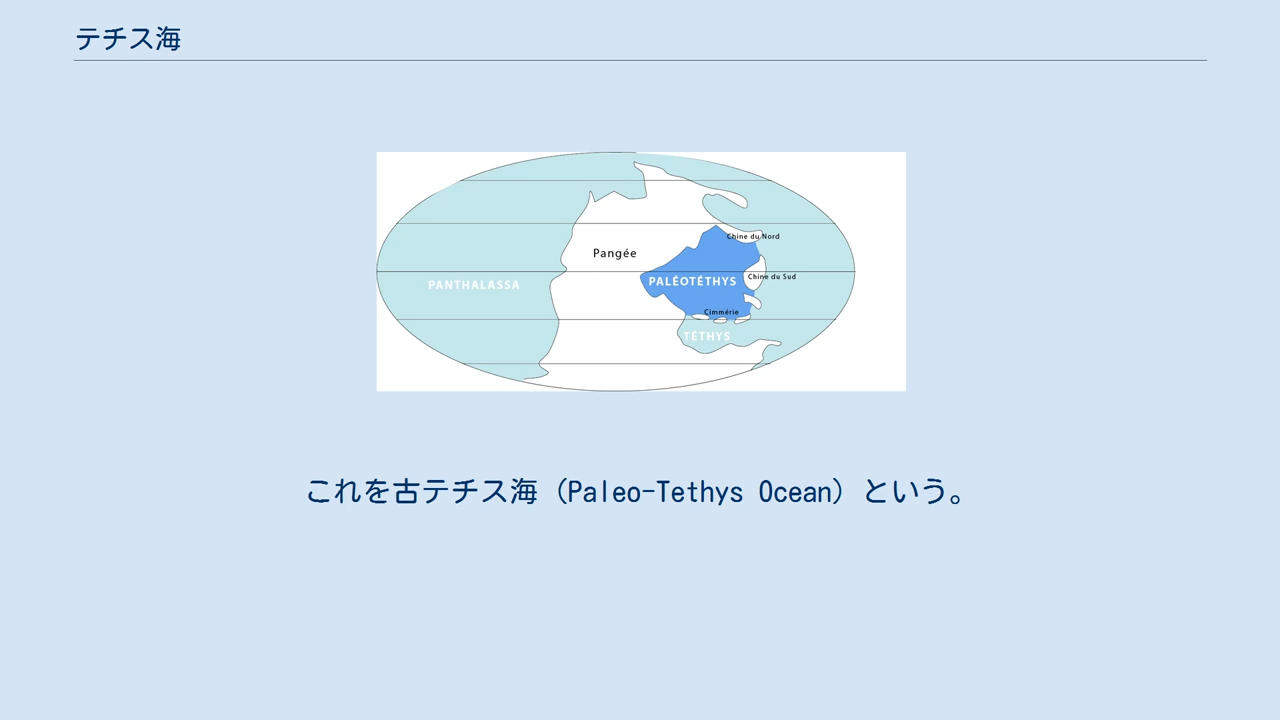 テチス海
Chine du Nord
Pangée
Chine du Sud
PALÉOTÉTHYS
PANTHALASSA
Cimmérie
TÉTHYS
これを古テチス海（Paleo-Tethys Ocean）という。